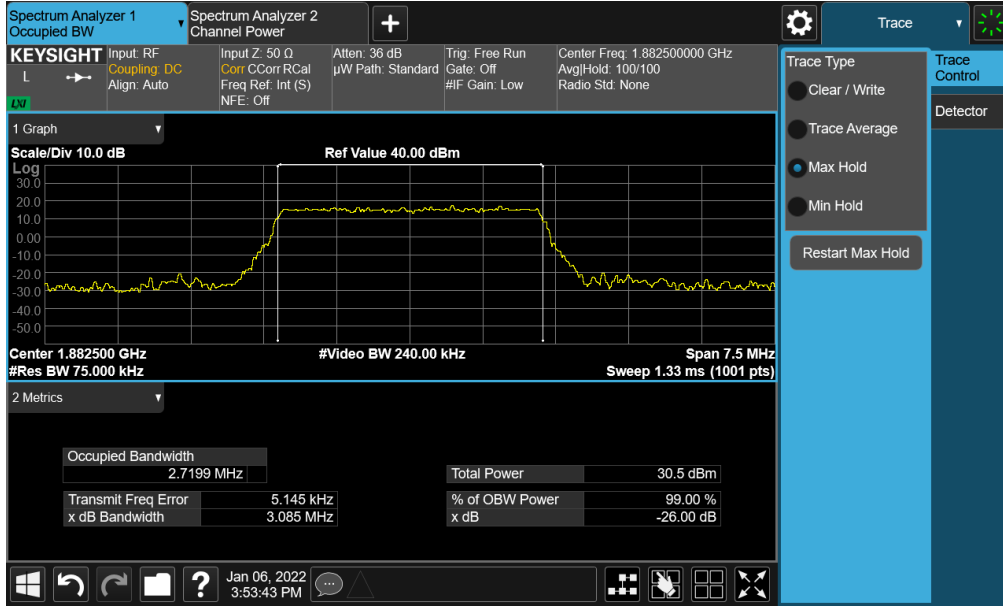 Spectrum Analyzer 1
Occupied BW
Spectrum Analyzer 2
Channel Power
Trace
KEYSIGHT
L
LXI
Input: RF
Coupling: DC
Align: Auto
Input Z: 50 Ω
Corr CCorr RCal
Freq Ref: Int (S)
NFE: Off
Atten: 36 dB
µW Path: Standard
Trig: Free Run
Gate: Off
#IF Gain: Low
Center Freq: 1.882500000 GHz
Avg|Hold: 100/100
Radio Std: None
1 Graph
Scale/Div 10.0 dB
Ref Value 40.00 dBm
Log
30.0
20.0
10.0
0.00
-10.0
-20.0
-30.0
-40.0
-50.0
Center 1.882500 GHz
#Video BW 240.00 kHz
Span 7.5 MHz
#Res BW 75.000 kHz
Sweep 1.33 ms (1001 pts)
2 Metrics
Occupied Bandwidth
2.7199 MHz
Total Power 30.5 dBm
Transmit Freq Error 5.145 kHz
% of OBW Power 99.00 %
x dB Bandwidth 3.085 MHz
x dB -26.00 dB
?
Jan 06, 2022
3:53:43 PM
Trace Type
Clear / Write
Trace Average
Max Hold
Min Hold
Restart Max Hold
Trace
Control
Detector